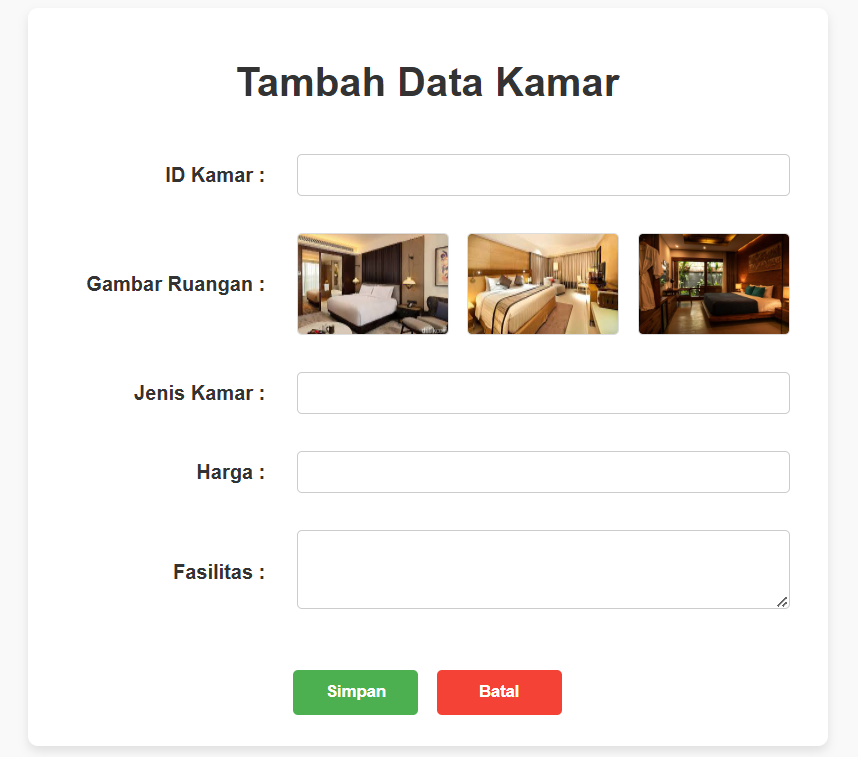 Tambah Data Kamar
ID Kamar :
Gambar Ruangan :
Jenis Kamar :
Harga :
Fasilitas :
Simpan Batal